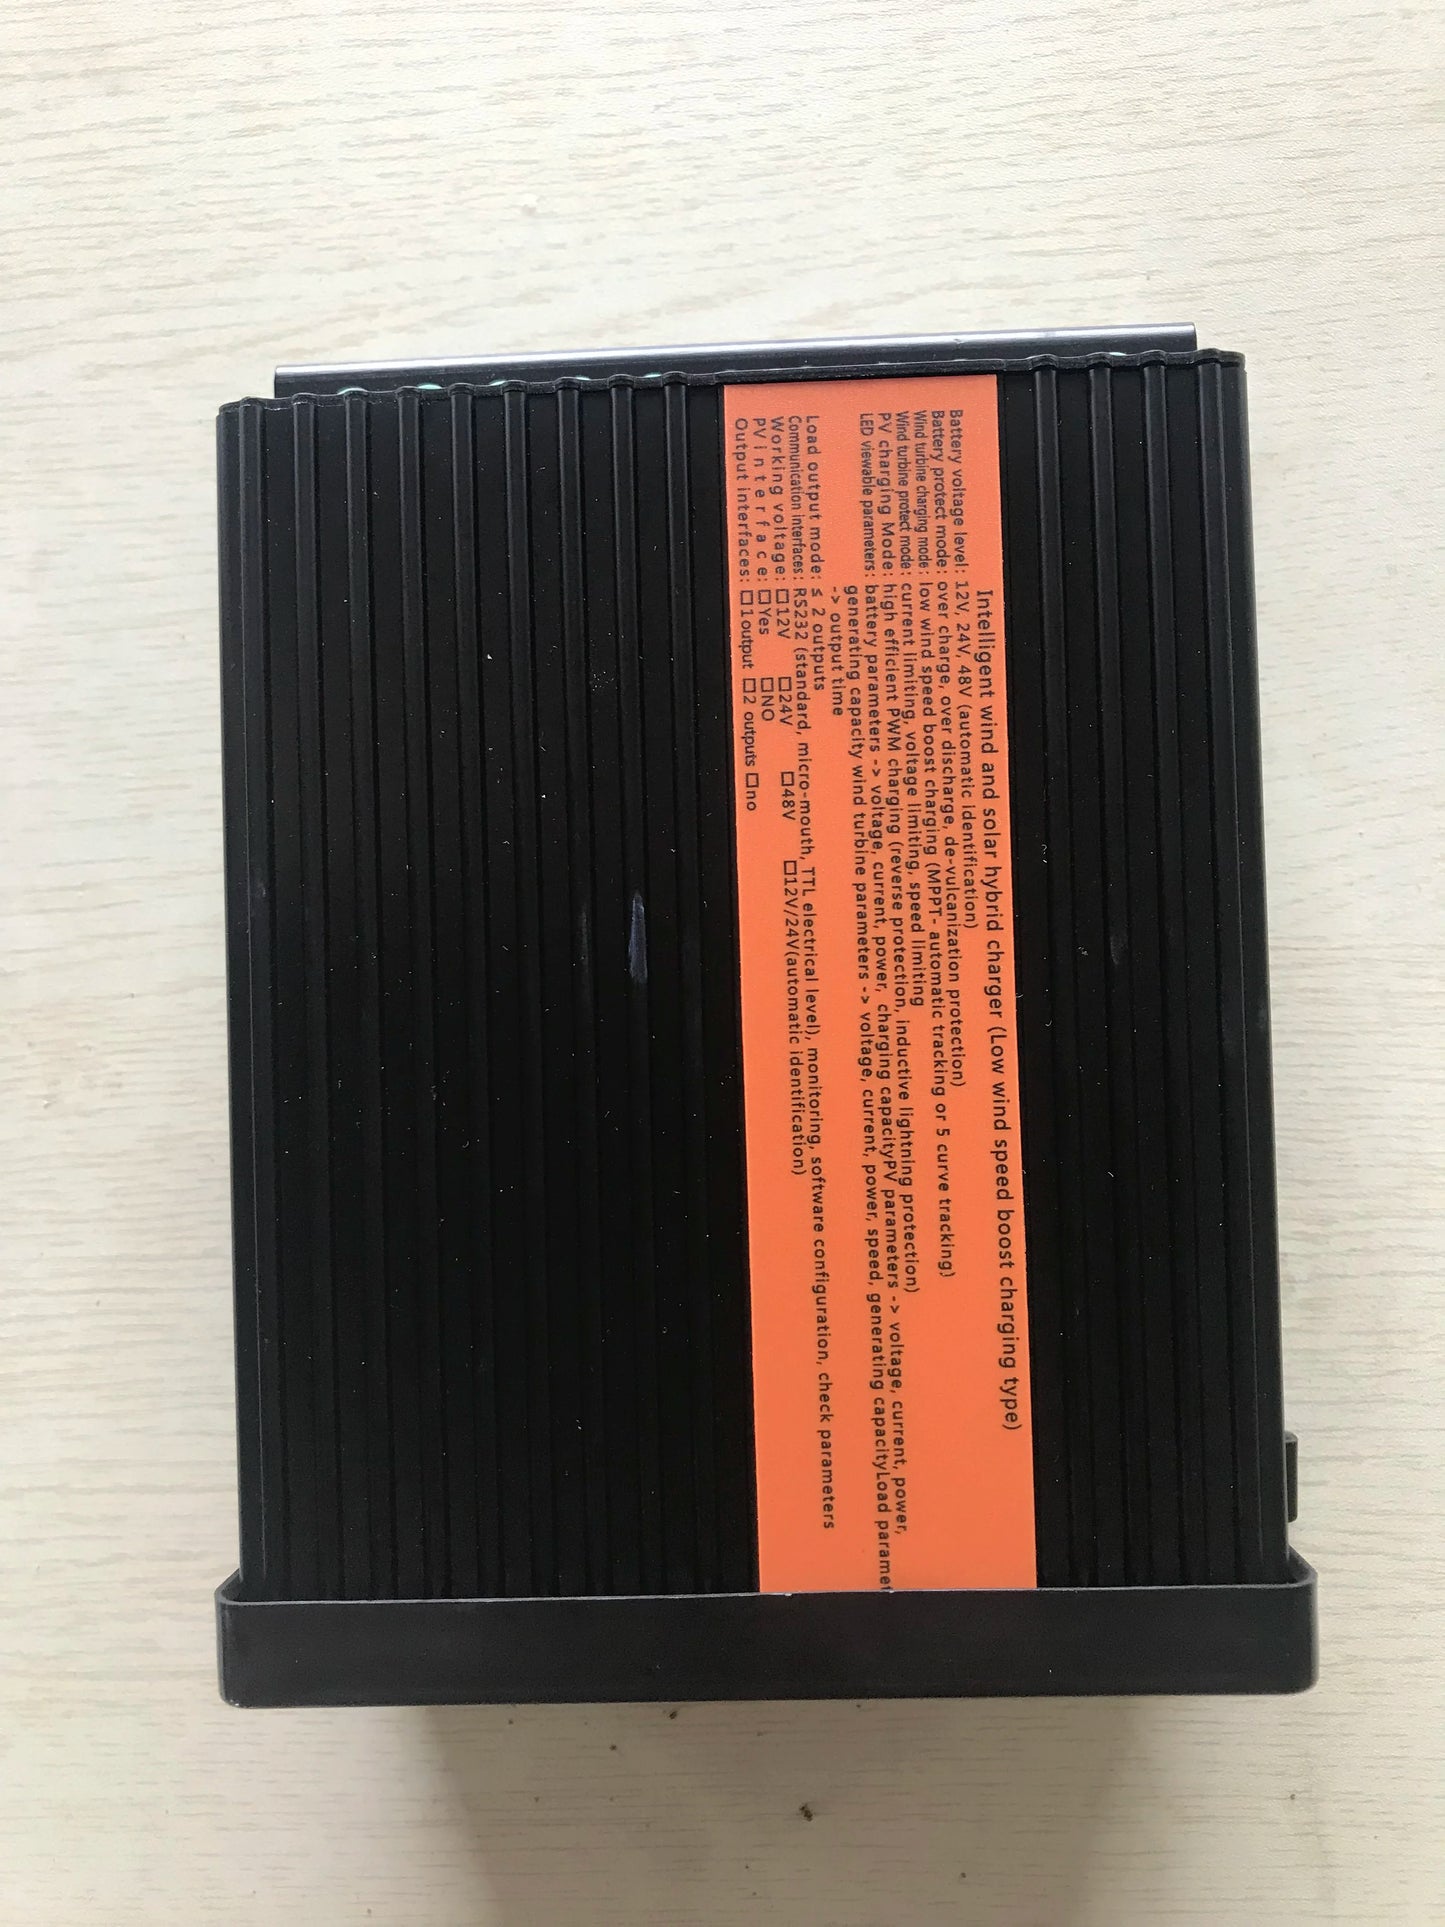 Intelligent wind and solar hybrid charger (Low wind speed boost charging type)
Battery voltage level: 12V, 24V, 48V (automatic identification)
Battery protect mode: over charge, over discharge, de-vulcanization protection)
Wind turbine charging mode: low wind speed boost charging (MPPT- automatic tracking or 5 curve tracking)
Wind turbine protect mode: current limiting, voltage limiting, speed limiting
PV charging Mode: high efficient PWM charging (reverse protection, inductive lightning protection)
LED viewable parameters: battery parameters -> voltage, current, power, charging capacityPV parameters -> voltage, current, power,
generating capacity wind turbine parameters -> voltage, current, power, speed, generating capacityLoad paramet
-> output time
Load output mode: ≤ 2 outputs
Communication interfaces: RS232 (standard, micro-mouth, TTL electrical level), monitoring, software configuration, check parameters
Working voltage: □12V □24V □48V □12V/24V(automatic identification)
PV interface: □Yes □NO
Output interfaces: □1 output □2 outputs □no